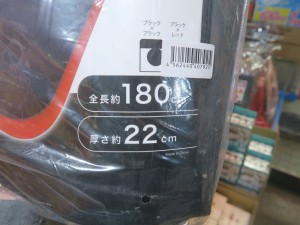 ブラック ブラック
× ×
ブラック レッド
全長約180c
厚さ約22cm